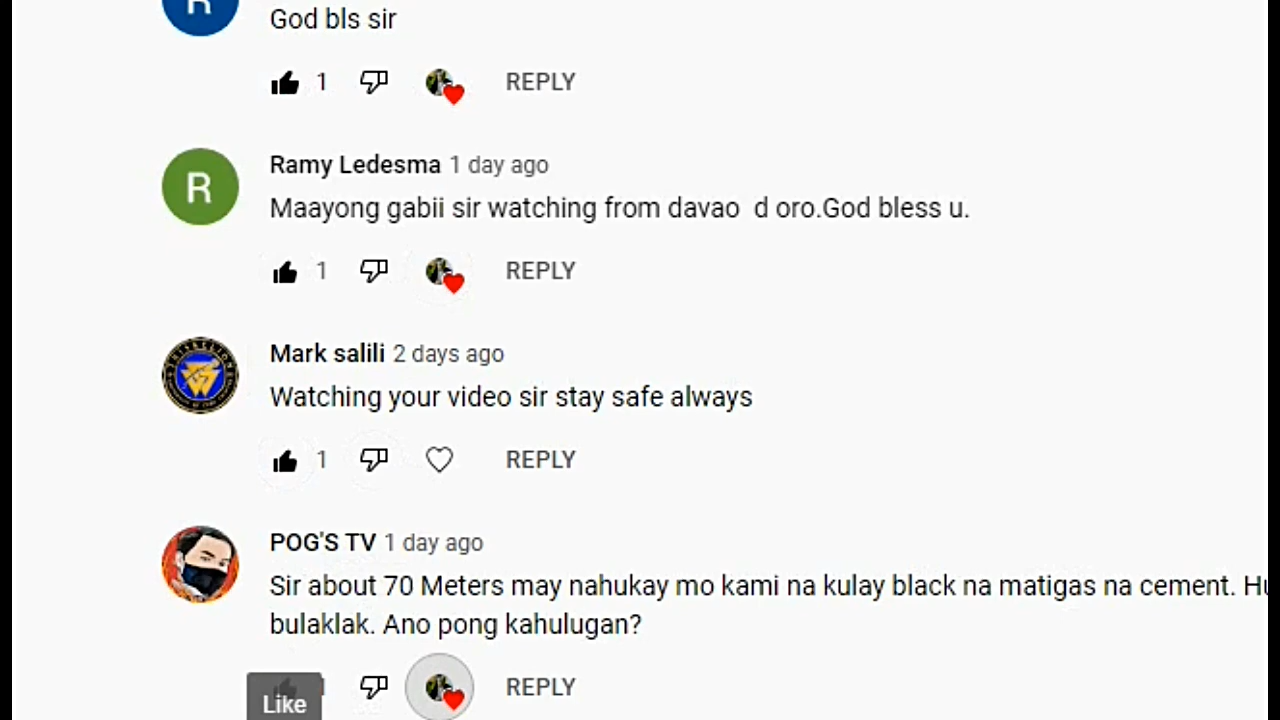 R
God bls sir
1 REPLY
R
Ramy Ledesma 1 day ago
Maayong gabii sir watching from davao d oro.God bless u.
1 REPLY
Mark salili 2 days ago
Watching your video sir stay safe always
1 REPLY
POG'S TV 1 day ago
Sir about 70 Meters may nahukay mo kami na kulay black na matigas na cement.
bulaklak. Ano pong kahulugan?
REPLY
Like